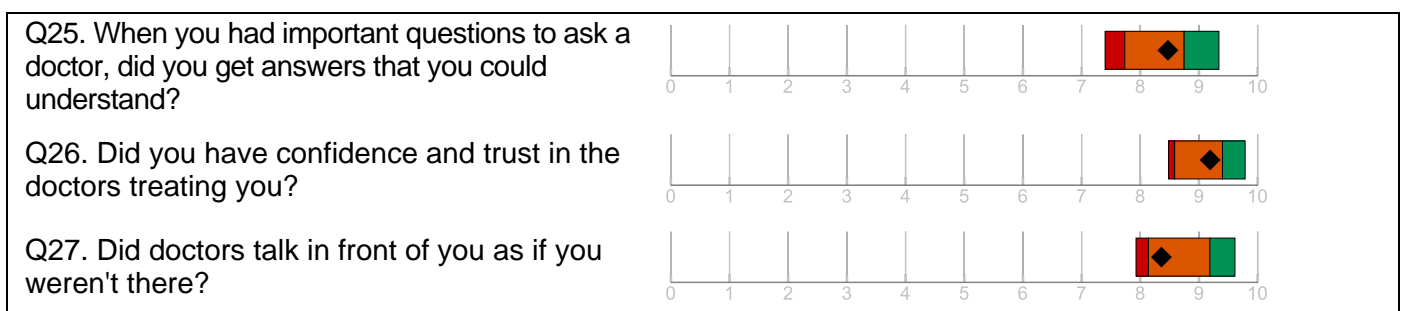 Q25. When you had important questions to ask a
doctor, did you get answers that you could
understand?
0 1 2 3 4 5 6 7 8 9 10
Q26. Did you have confidence and trust in the
doctors treating you?
0 1 2 3 4 5 6 7 8 9 10
Q27. Did doctors talk in front of you as if you
weren't there?
0 1 2 3 4 5 6 7 8 9 10